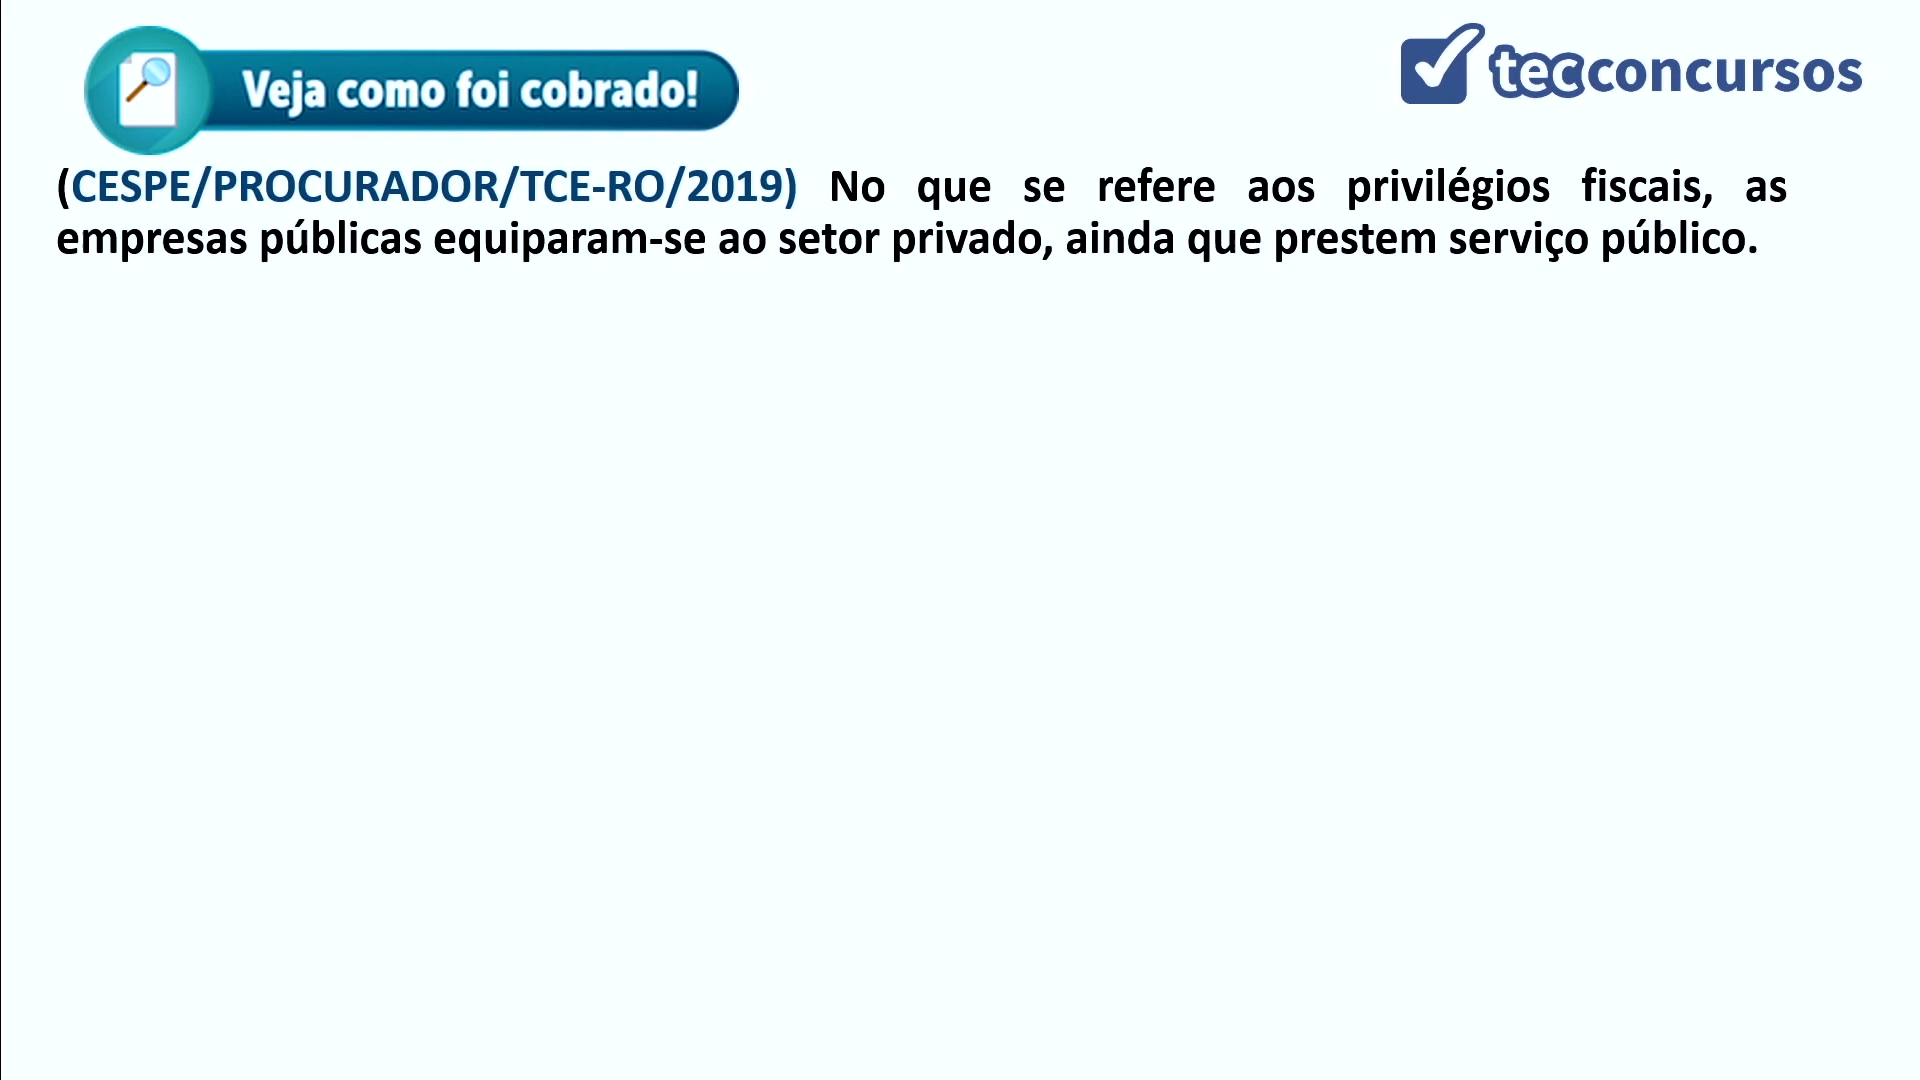 Veja como foi cobrado!
tecconcursos
(CESPE/PROCURADOR/TCE-RO/2019) No que se refere aos privilégios fiscais, as
empresas públicas equiparam-se ao setor privado, ainda que prestem serviço público.